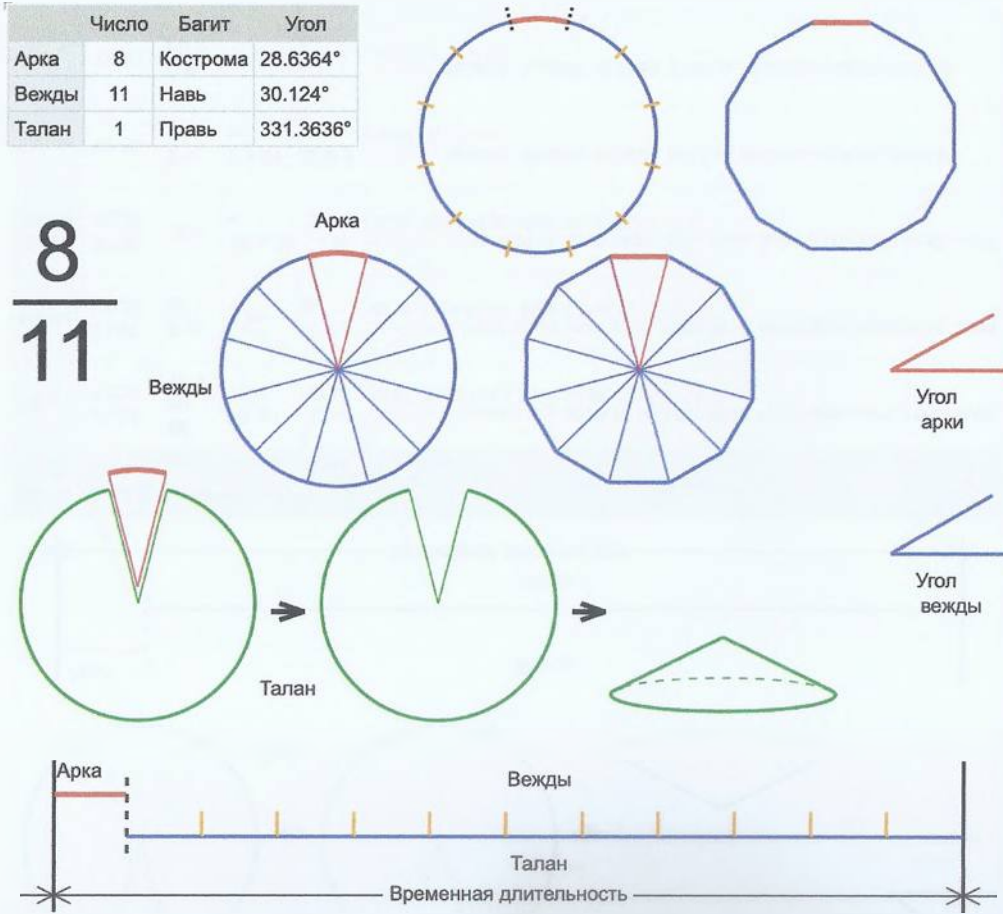 Число Багит Угол
Арка 8 Кострома 28.6364°
Вежды 11 Навь 30.124°
Талан 1 Правь 331.3636°
8
11
Арка
Вежды
Угол
арки
Угол
вежды
Талан
Арка
Вежды
Талан
Временная длительность